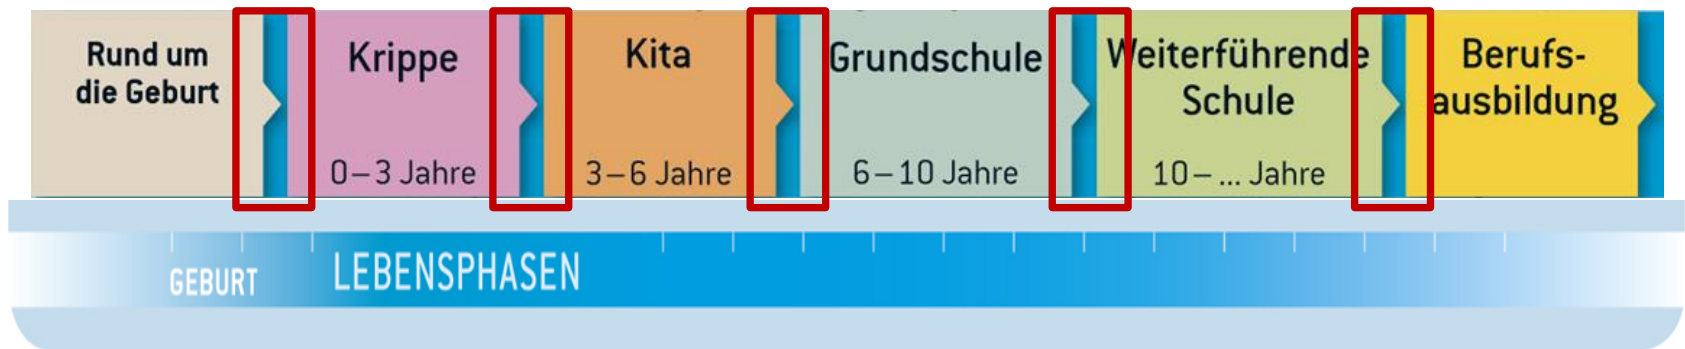 Rund um
die Geburt
Krippe
0–3 Jahre
Kita
3–6 Jahre
Grundschule
6–10 Jahre
Weiterführende
Schule
10–... Jahre
Berufs-
ausbildung
GEBURT
LEBENSPHASEN